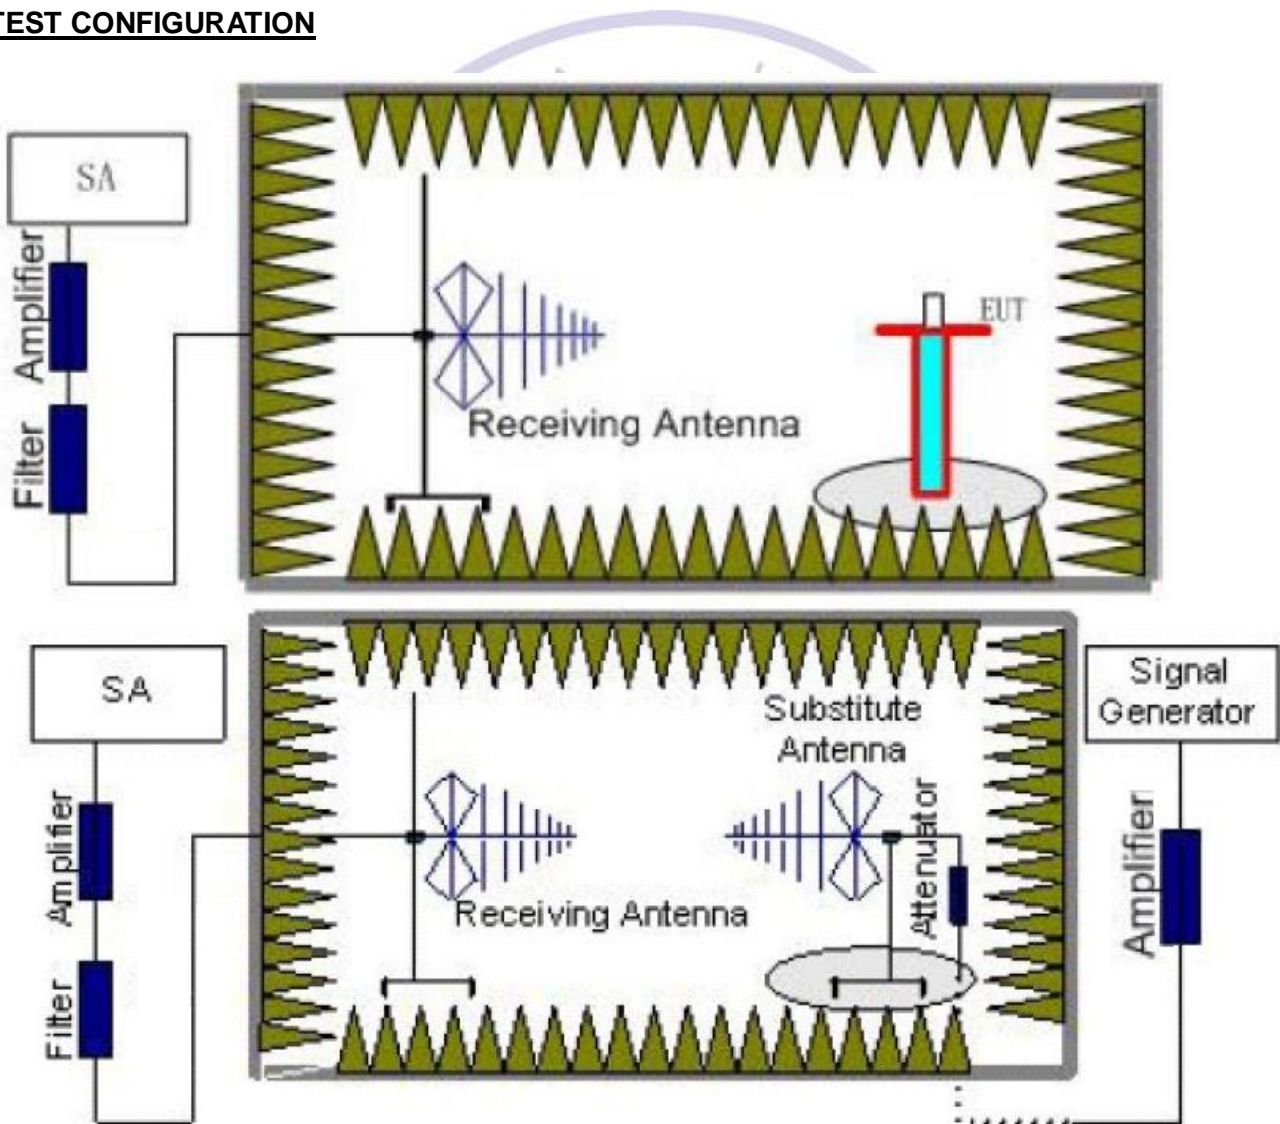 TEST CONFIGURATION
SA
Amplifier
Filter
EUT
Receiving Antenna
SA
Amplifier
Filter
Receiving Antenna
Substitute
Antenna
Attenuator
Signal
Generator
Amplifier